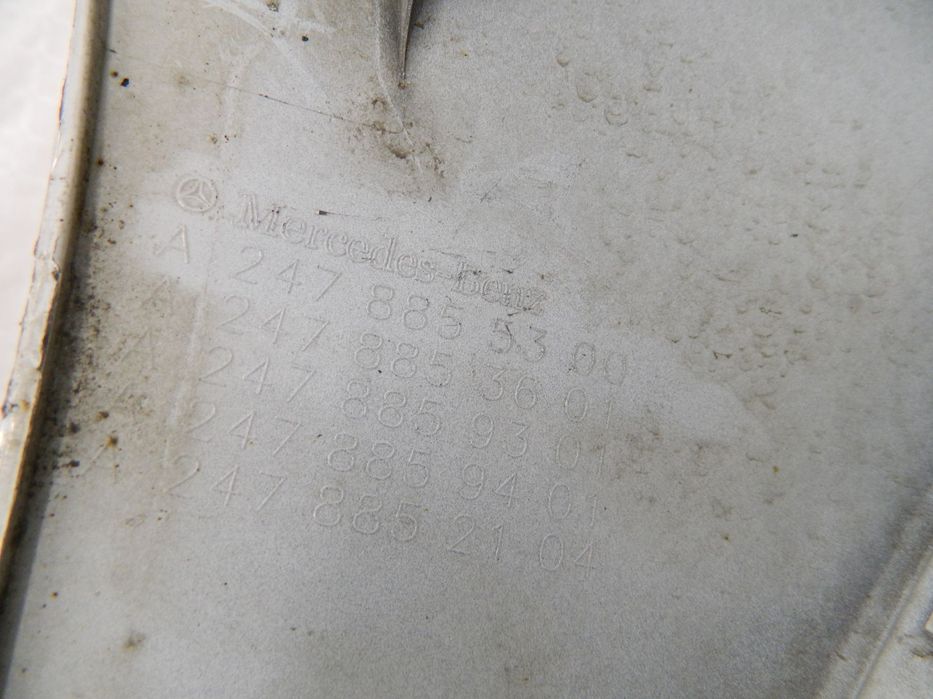 Mercedes-Benz
A 247 885 53 00
A 247 885 36 01
A 247 885 93 01
A 247 885 94 01
A 247 885 21 04